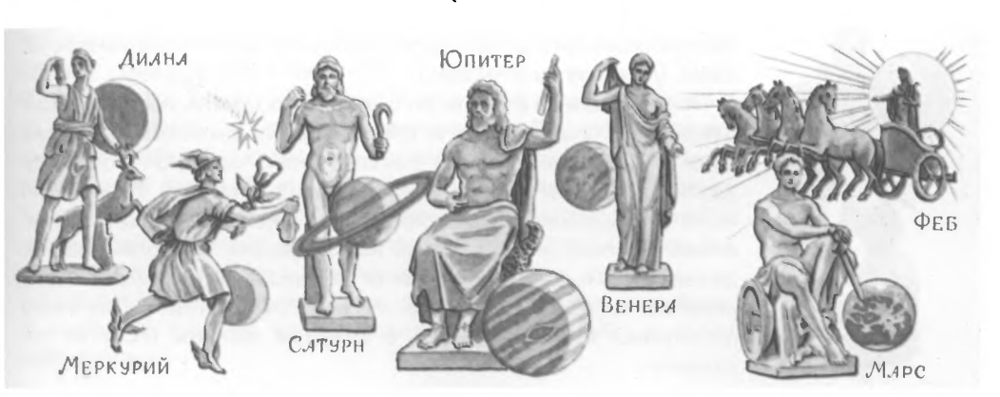 ДИАНА
ЮПИТЕР
ФЕБ
ВЕНЕРА
САТУРН
МЕРКУРИЙ
МАРС